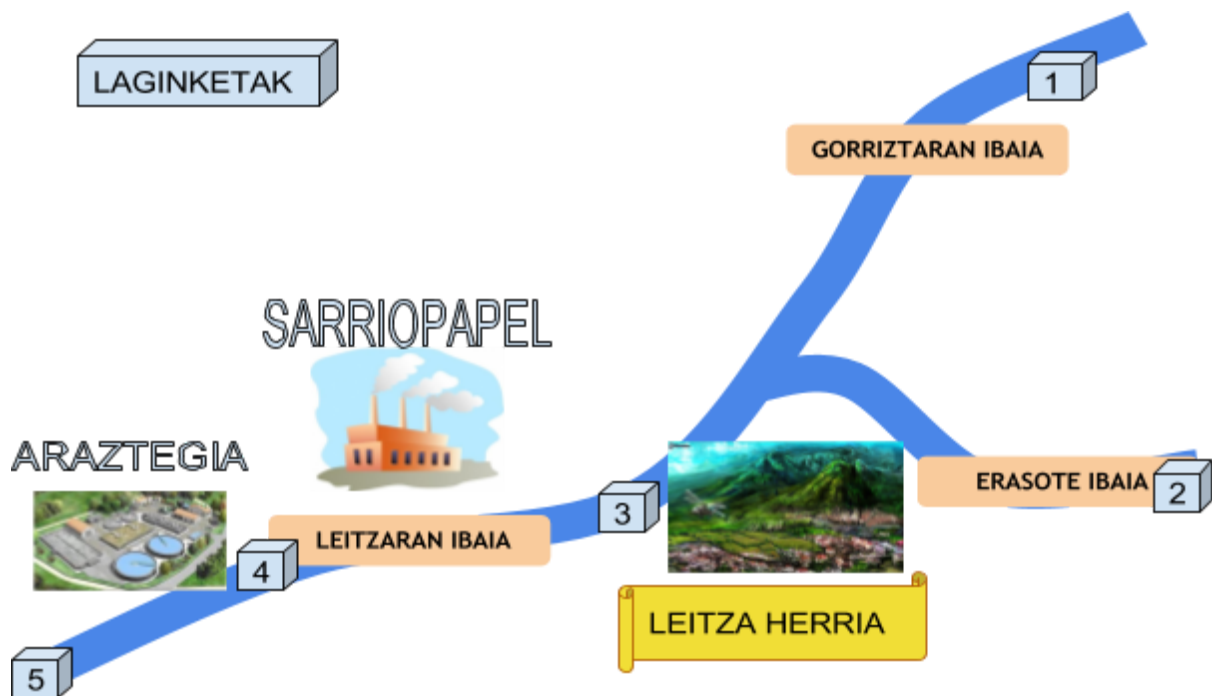 LAGINKETAK
1
GORRIZTARAN IBAIA
SARRIOPAPEL
ARAZTEGIA
ERASOTE IBAIA
2
3
LEITZARAN IBAIA
4
LEITZA HERRIA
5